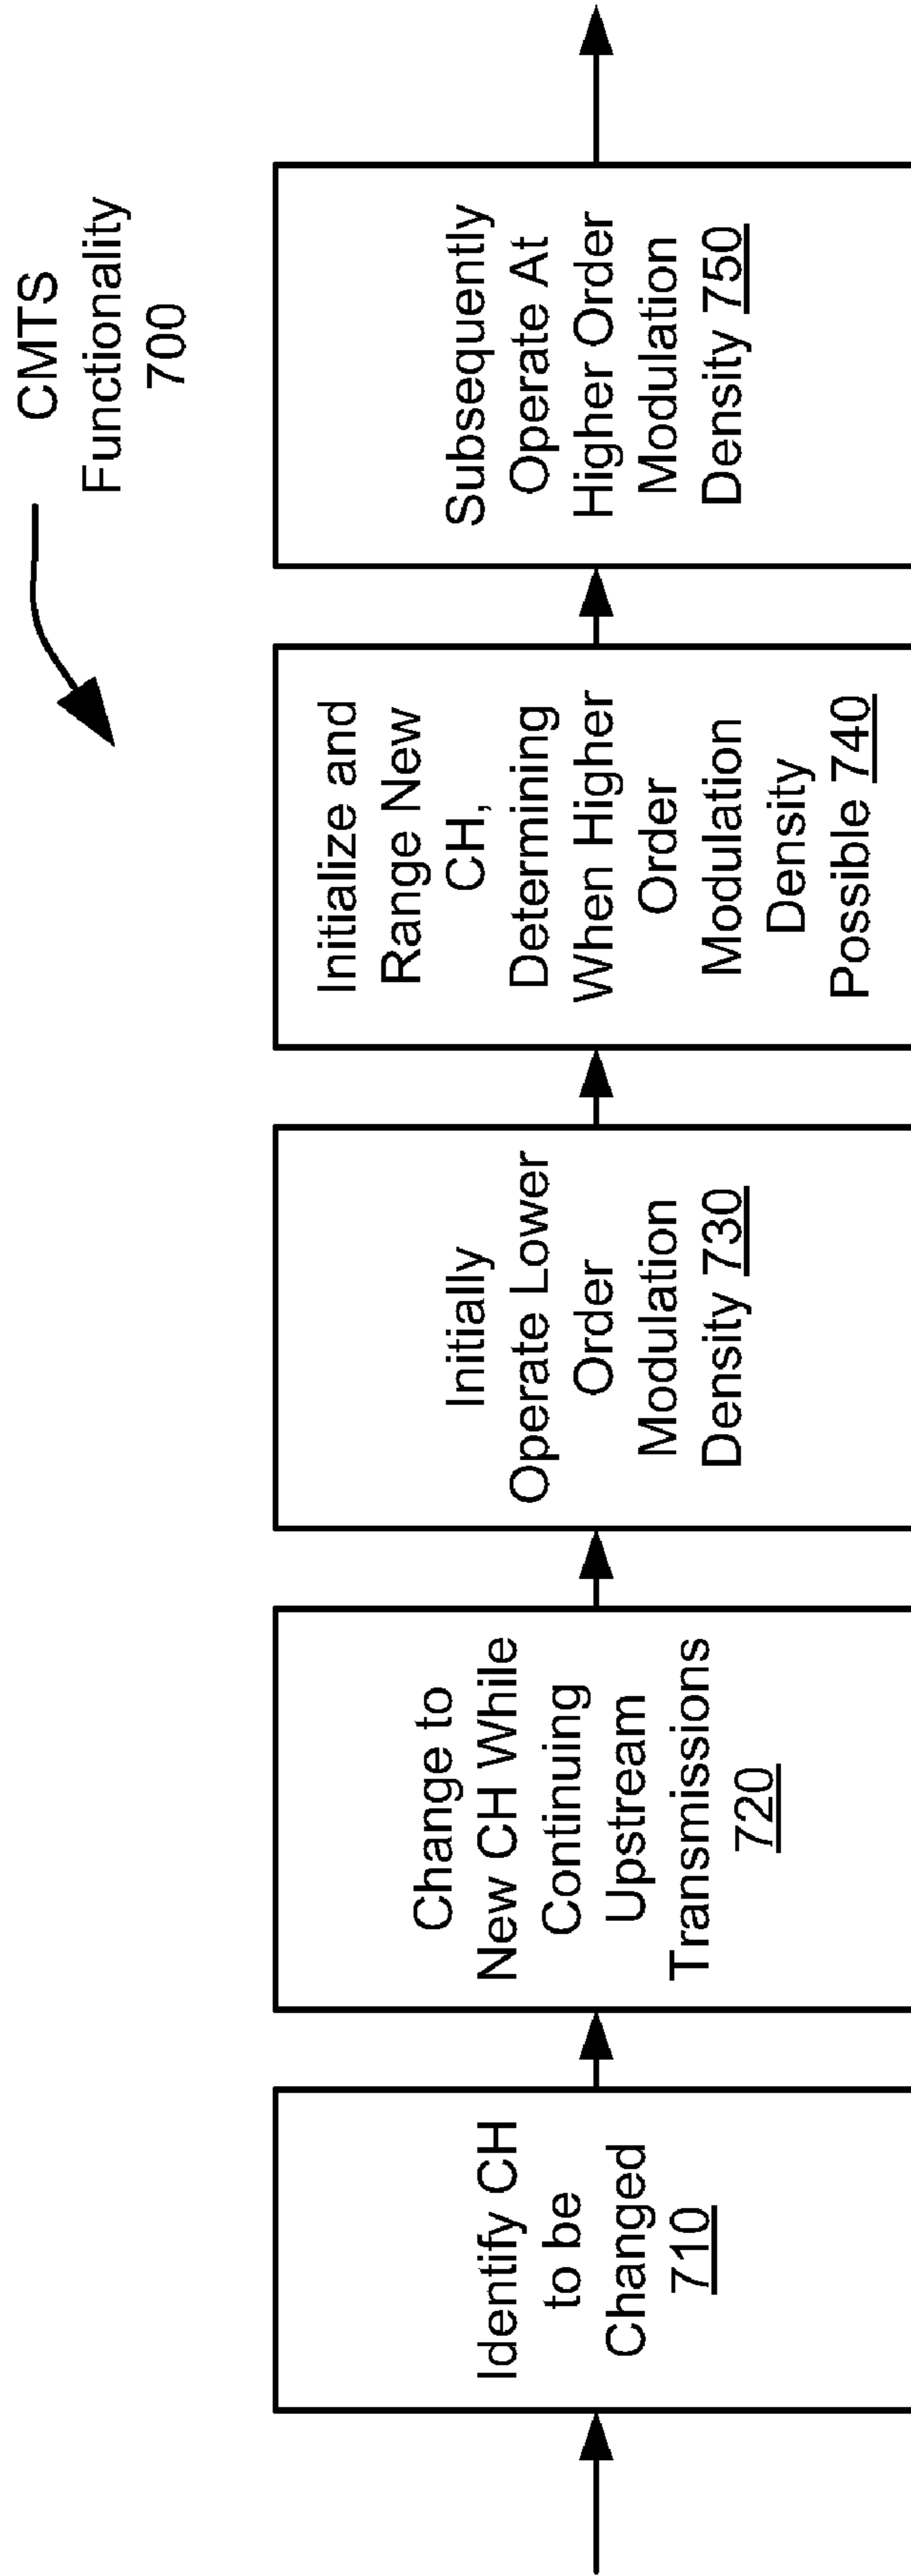 CMTS
Functionality
700
Identify CH
to be
Changed
710
Change to
New CH While
Continuing
Upstream
Transmissions
720
Initially
Operate Lower
Order
Modulation
Density 730
Initialize and
Range New
CH,
Determining
When Higher
Order
Modulation
Density
Possible 740
Subsequently
Operate At
Higher Order
Modulation
Density 750